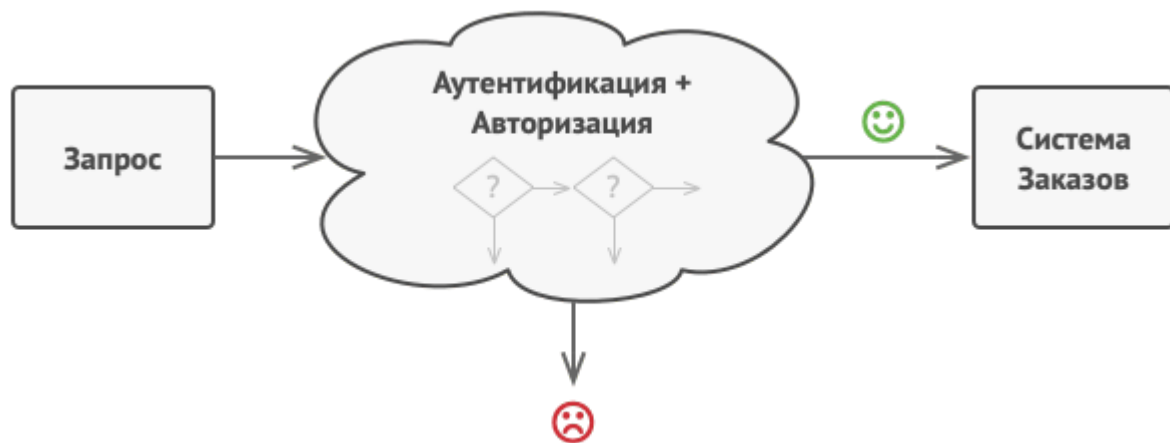 Аутентификация +
Авторизация
Запрос
?
?
Система
Заказов